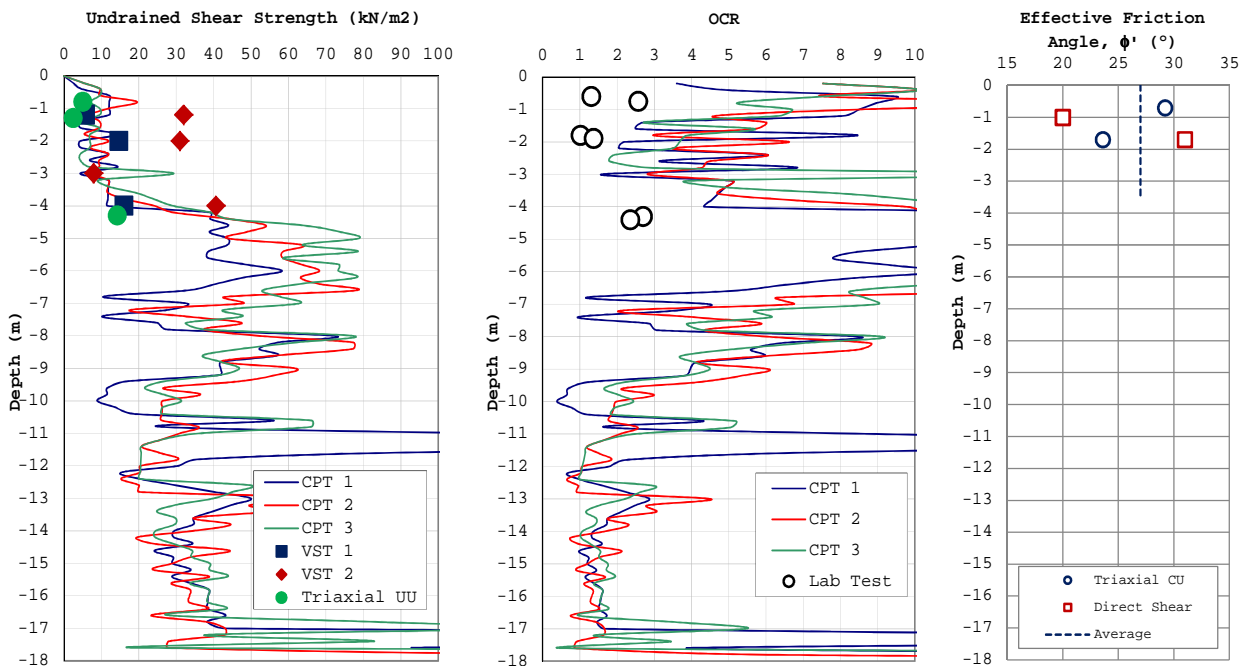 Undrained Shear Strength (kN/m2)
0 10 20 30 40 50 60 70 80 90 100
Depth (m)
0
-1
-2
-3
-4
-5
-6
-7
-8
-9
-10
-11
-12
-13
-14
-15
-16
-17
-18
CPT 1
CPT 2
CPT 3
VST 1
VST 2
Triaxial UU
OCR
0 1 2 3 4 5 6 7 8 9 10
Depth (m)
0
-1
-2
-3
-4
-5
-6
-7
-8
-9
-10
-11
-12
-13
-14
-15
-16
-17
-18
CPT 1
CPT 2
CPT 3
Lab Test
Effective Friction
Angle, ϕ' (°)
15 20 25 30 35
Depth (m)
0
-1
-2
-3
-4
-5
-6
-7
-8
-9
-10
-11
-12
-13
-14
-15
-16
-17
-18
Triaxial CU
Direct Shear
Average